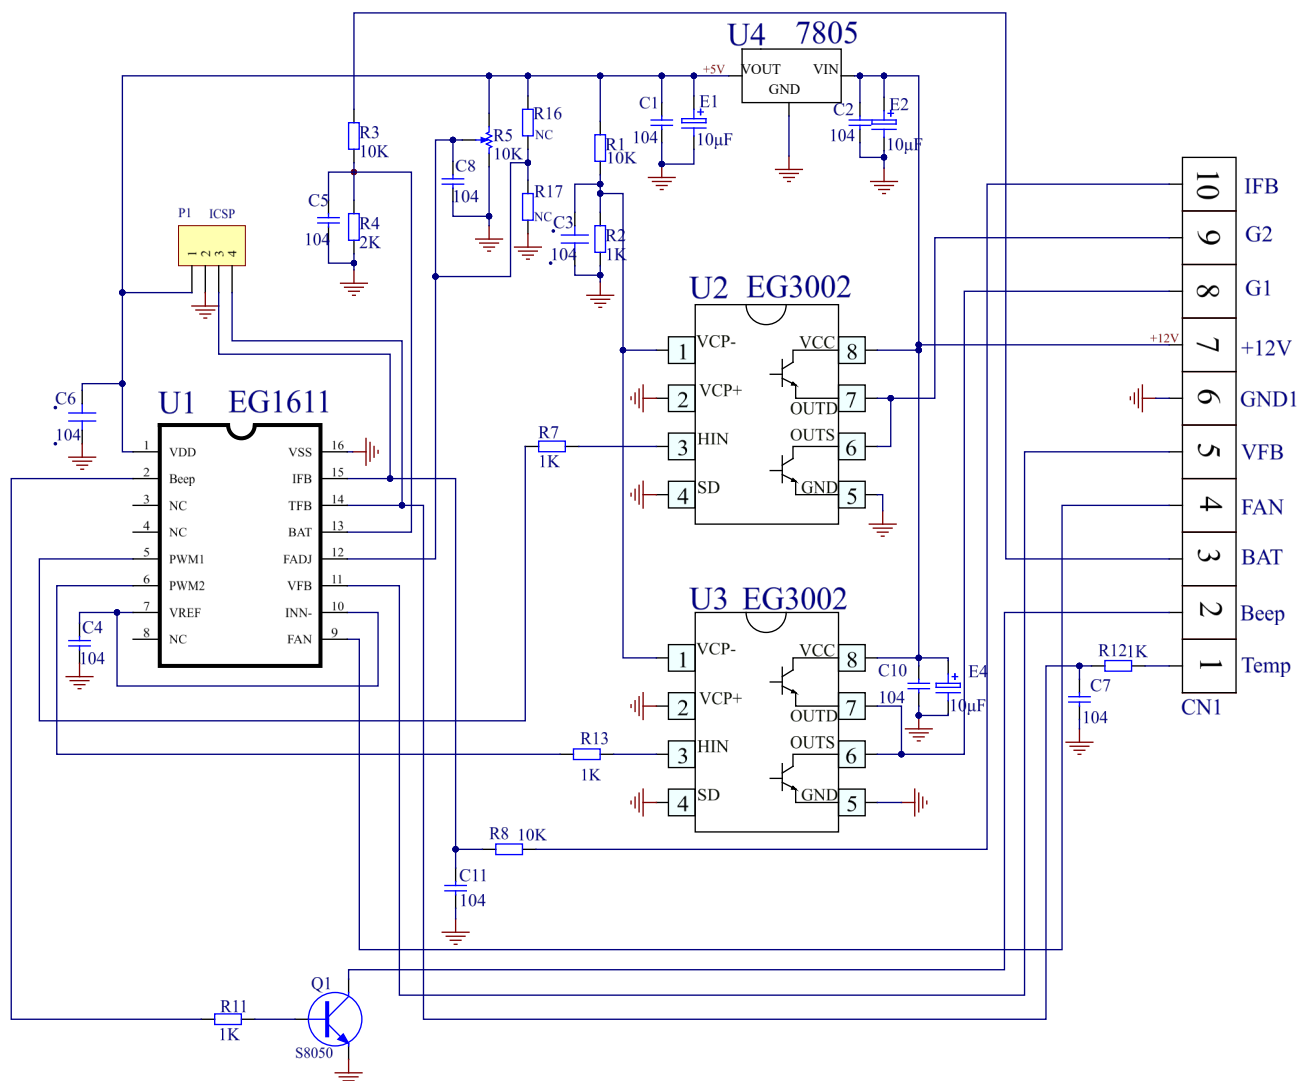 U4 7805
+5V
VOUT VIN
GND
C1
104
E1
+
10μF
C2
104
E2
+
10μF
R3
10K
C5
104
R4
2K
R5
10K
C8
104
R16
NC
R17
NC
R1
10K
C3
104
R2
1K
P1 ICSP
1 2 3 4
C6
104
U1 EG1611
1 VDD VSS 16
2 Beep IFB 15
3 NC TFB 14
4 NC BAT 13
5 PWM1 FADJ 12
6 PWM2 VFB 11
7 VREF INN- 10
8 NC FAN 9
C4
104
R7
1K
U2 EG3002
1 VCP- VCC 8
2 VCP+ OUTD 7
3 HIN OUTS 6
4 SD GND 5
U3 EG3002
1 VCP- VCC 8
2 VCP+ OUTD 7
3 HIN OUTS 6
4 SD GND 5
R13
1K
C10
104
E4
+
10μF
R8 10K
C11
104
R11
1K
Q1
S8050
R12 1K
C7
104
10 IFB
9 G2
8 G1
+12V
7 +12V
6 GND1
5 VFB
4 FAN
3 BAT
2 Beep
1 Temp
CN1